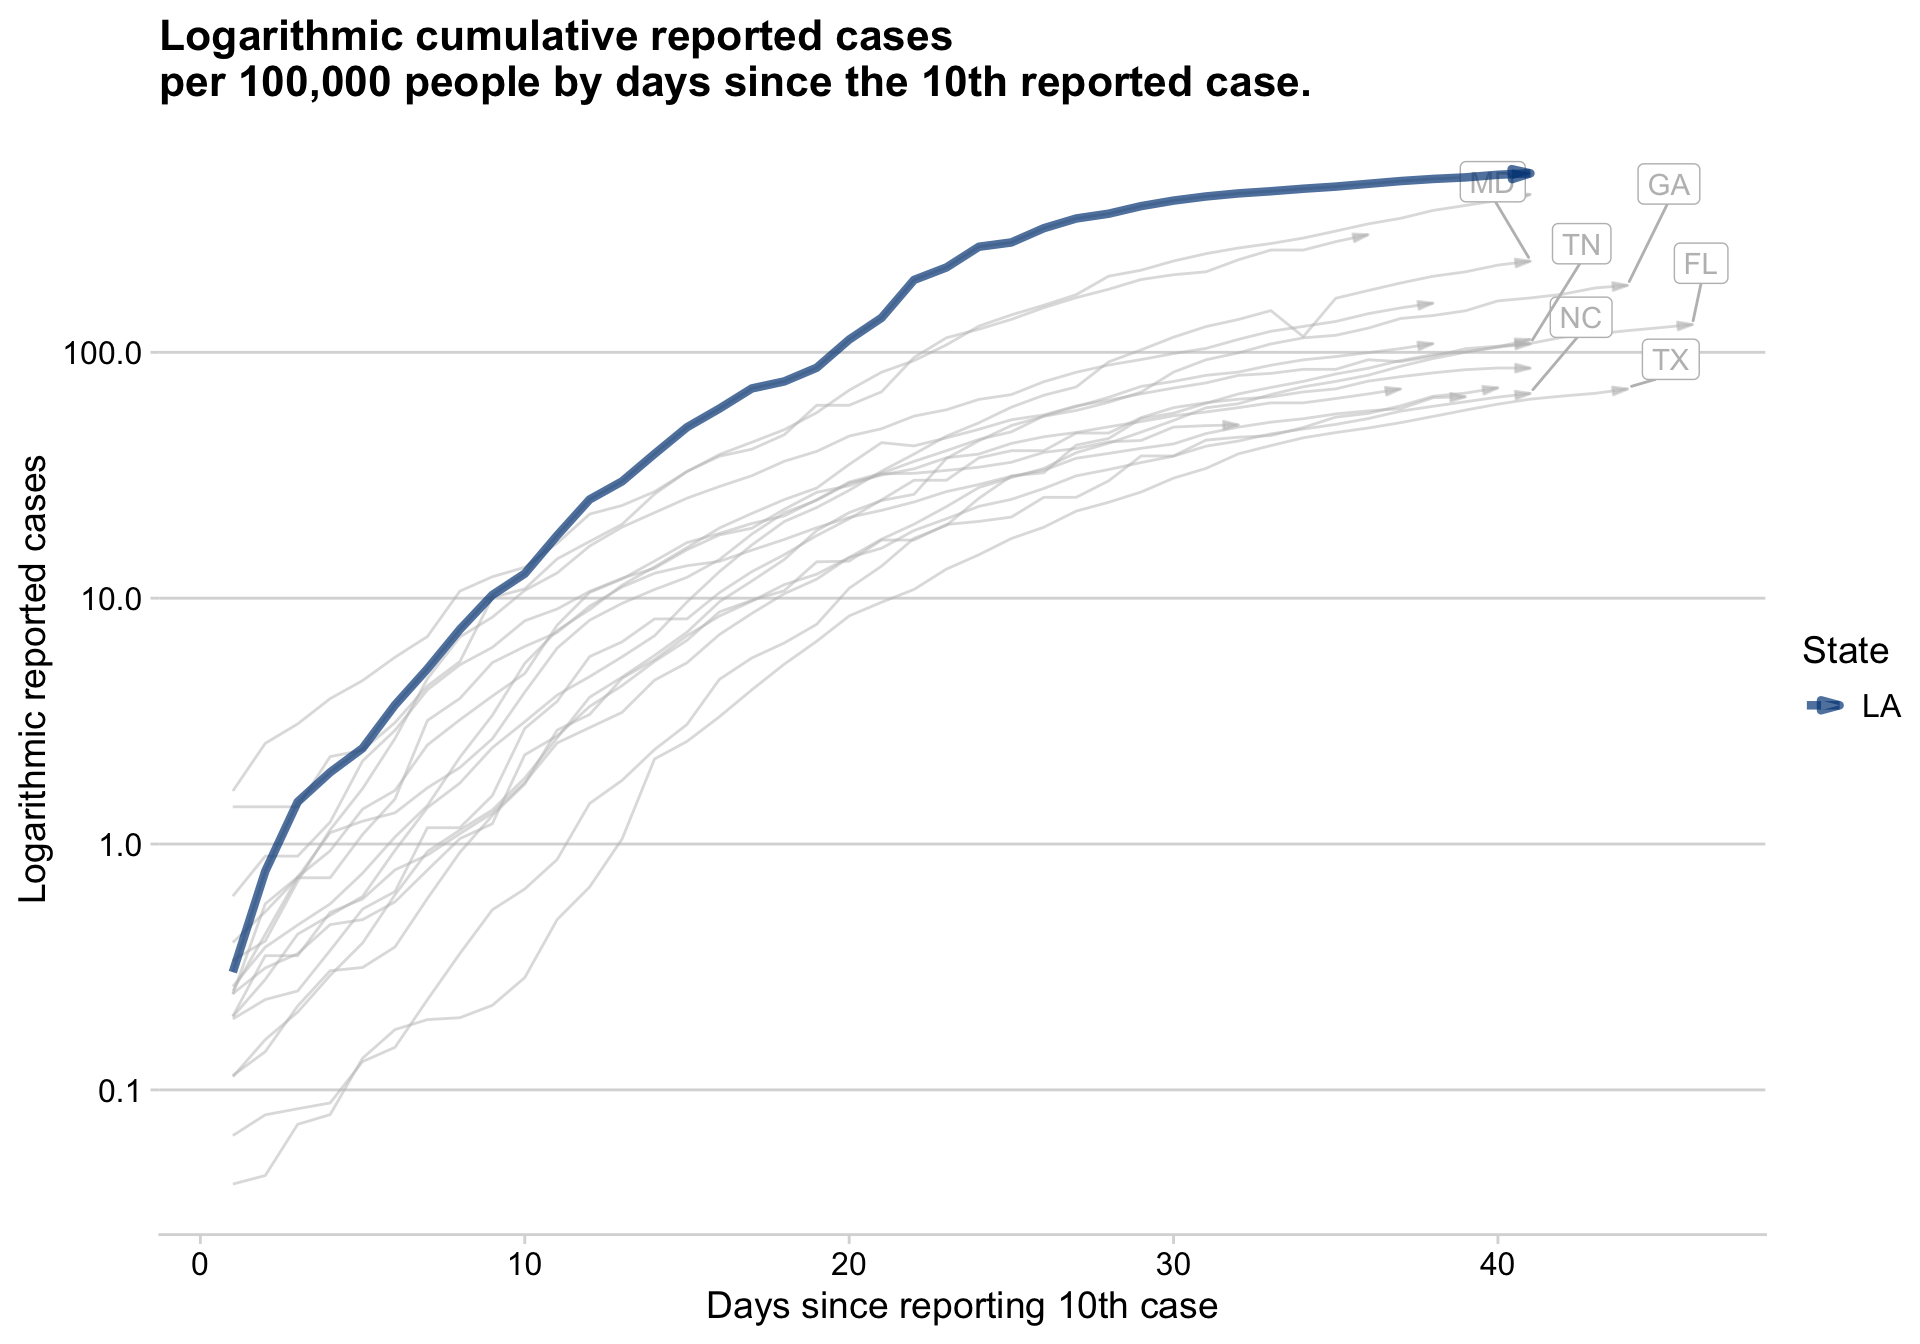 Logarithmic cumulative reported cases
per 100,000 people by days since the 10th reported case.
MD
GA
TN
FL
NC
TX
100.0
10.0
1.0
0.1
Logarithmic reported cases
State
LA
0
10
20
30
40
Days since reporting 10th case